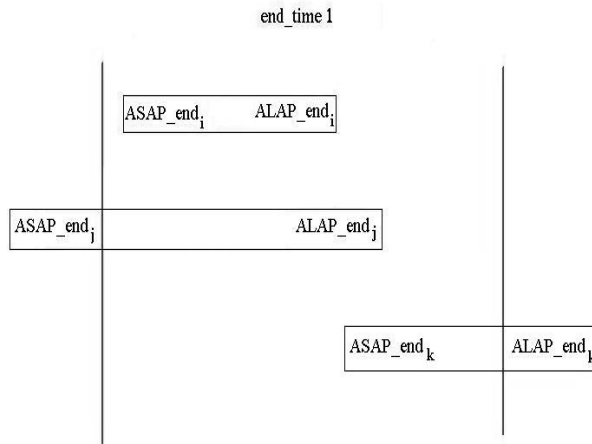 end_time 1
ASAP_end_i ALAP_end_i
ASAP_end_j ALAP_end_j
ASAP_end_k ALAP_end_k